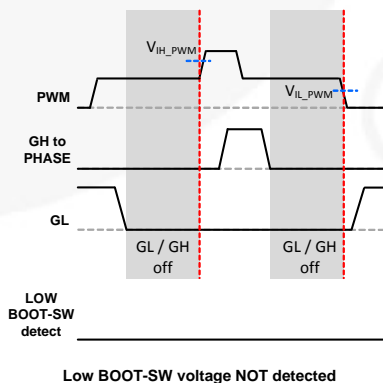 V_IH_PWM
V_IL_PWM
PWM
GH to
PHASE
GL
GL / GH
off
GL / GH
off
LOW
BOOT-SW
detect
Low BOOT-SW voltage NOT detected